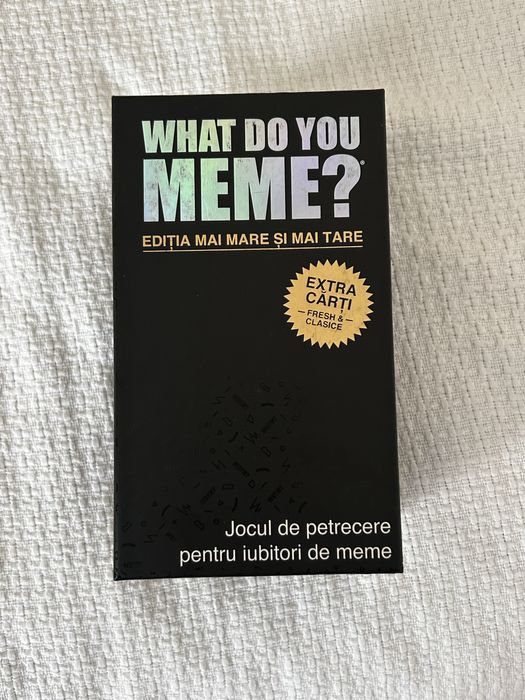 WHAT DO YOU
MEME?®
EDIȚIA MAI MARE ȘI MAI TARE
EXTRA
CĂRȚI
— FRESH & —
CLASICE
Jocul de petrecere
pentru iubitori de meme